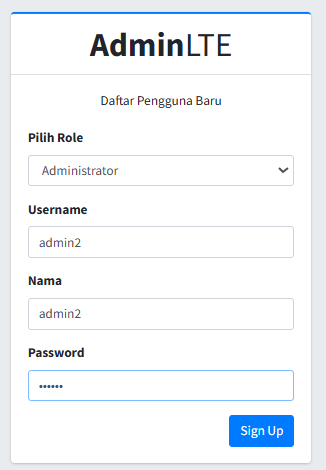 AdminLTE
Daftar Pengguna Baru
Pilih Role
Administrator
Username
admin2
Nama
admin2
Password
••••••
Sign Up